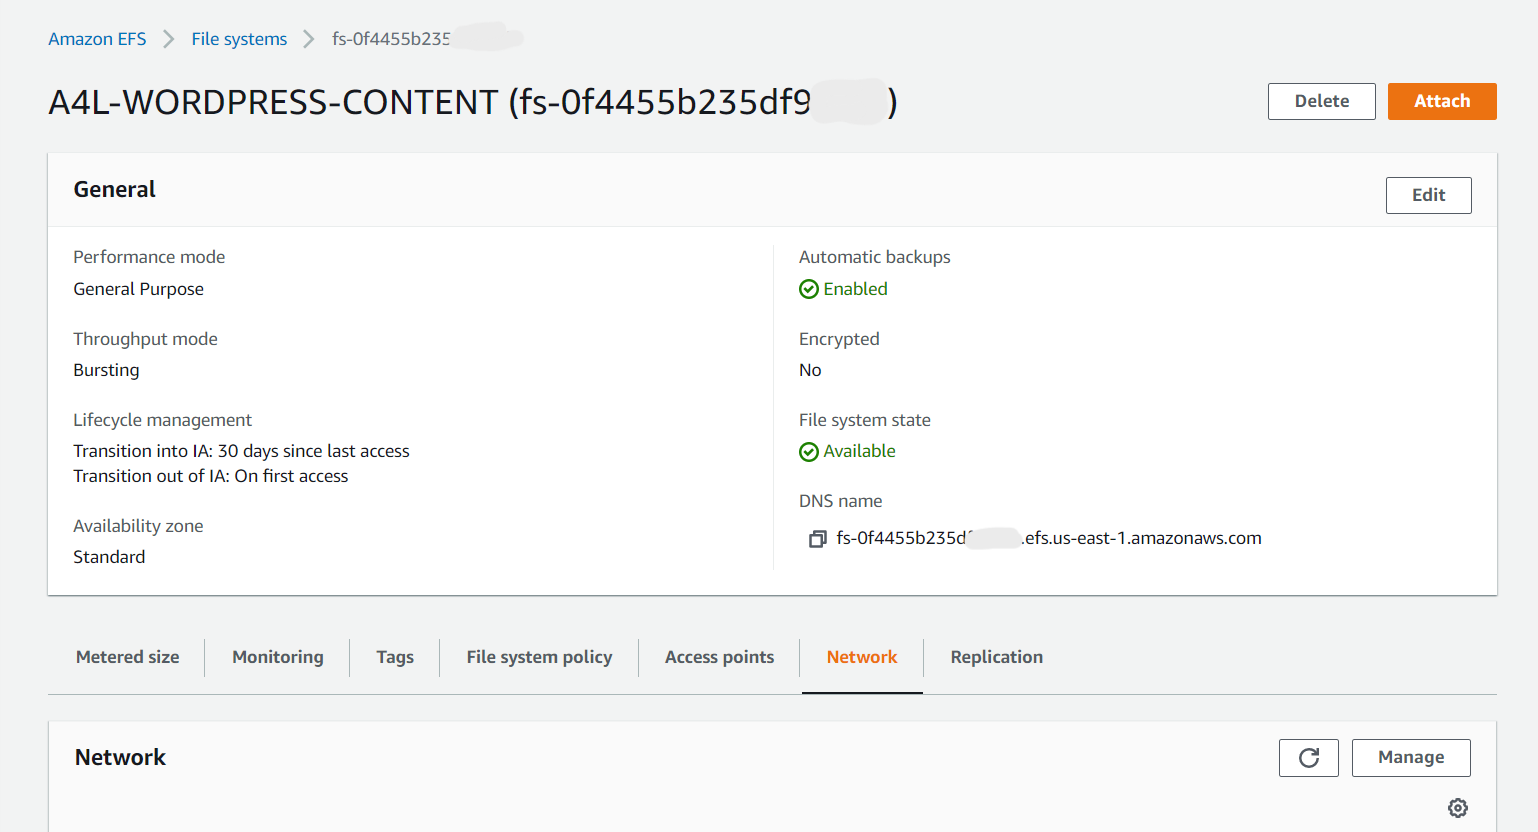 Amazon EFS > File systems > fs-0f4455b235
A4L-WORDPRESS-CONTENT (fs-0f4455b235df9 )
Delete
Attach
General
Edit
Performance mode
General Purpose
Throughput mode
Bursting
Lifecycle management
Transition into IA: 30 days since last access
Transition out of IA: On first access
Availability zone
Standard
Automatic backups
Enabled
Encrypted
No
File system state
Available
DNS name
fs-0f4455b235d .efs.us-east-1.amazonaws.com
Metered size
Monitoring
Tags
File system policy
Access points
Network
Replication
Network
Manage